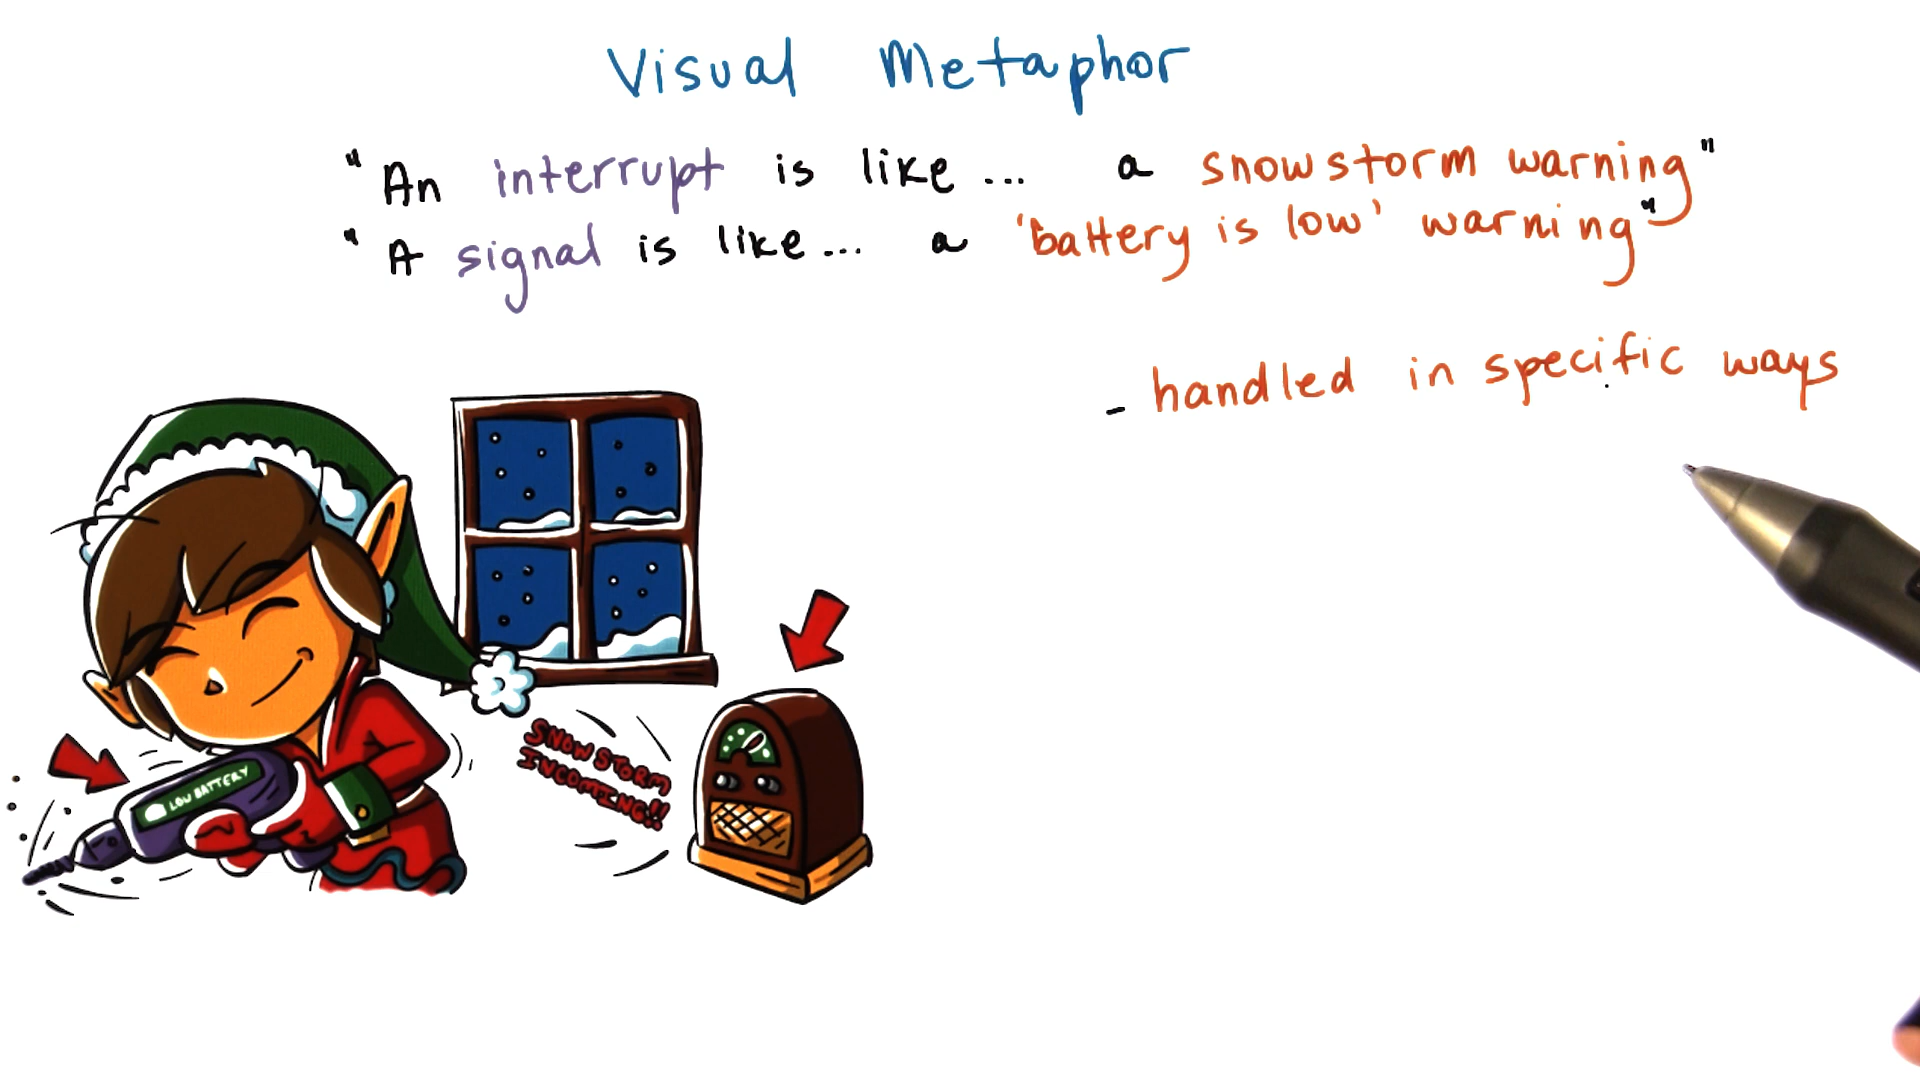 Visual Metaphor
"An interrupt is like... a snowstorm warning"
"A signal is like... a 'battery is low' warning"
- handled in specific ways
SNOW STORM
INCOMING!!
LOW BATTERY